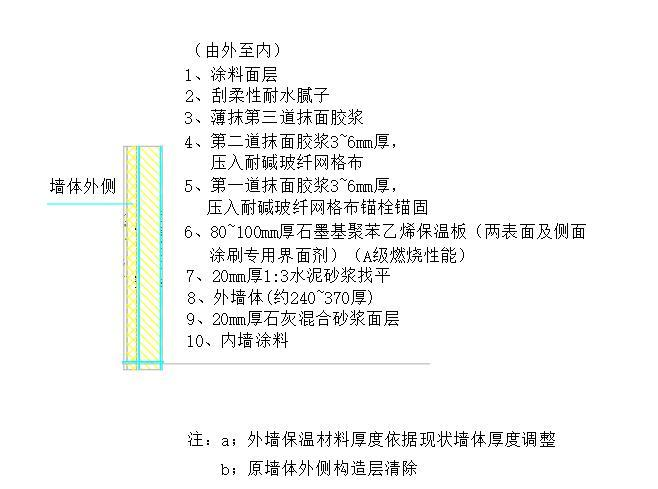 （由外至内）
1、涂料面层
2、刮柔性耐水腻子
3、薄抹第三道抹面胶浆
4、第二道抹面胶浆3~6mm厚，
压入耐碱玻纤网格布
墙体外侧
5、第一道抹面胶浆3~6mm厚，
压入耐碱玻纤网格布锚栓锚固
6、80~100mm厚石墨基聚苯乙烯保温板（两表面及侧面
涂刷专用界面剂）（A级燃烧性能）
7、20mm厚1:3水泥砂浆找平
8、外墙体(约240~370厚)
9、20mm厚石灰混合砂浆面层
10、内墙涂料
注：a；外墙保温材料厚度依据现状墙体厚度调整
b；原墙体外侧构造层清除